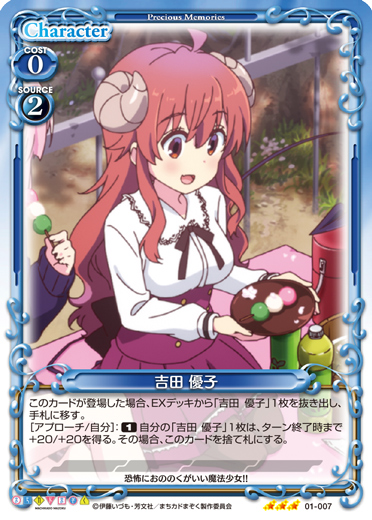 Precious Memories
Character
COST
0
SOURCE
2
吉田 優子
このカードが登場した場合、EXデッキから「吉田 優子」1枚を抜き出し、
手札に移す。
[アプローチ/自分]:1 自分の「吉田 優子」1枚は、ターン終了時まで
+20/+20を得る。その場合、このカードを捨て札にする。
恐怖におののくがいい魔法少女!!
©伊藤いづも・芳文社／まちカドまぞく製作委員会
01-007